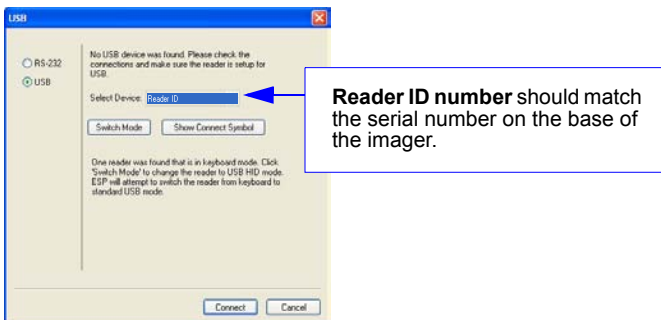 USB
RS-232
USB
No USB device was found. Please check the
connections and make sure the reader is setup for
USB.
Select Device: Reader ID
Switch Mode Show Connect Symbol
One reader was found that is in keyboard mode. Click
'Switch Mode' to change the reader to USB HID mode.
ESP will attempt to switch the reader from keyboard to
standard USB mode.
Connect Cancel
Reader ID number should match
the serial number on the base of
the imager.